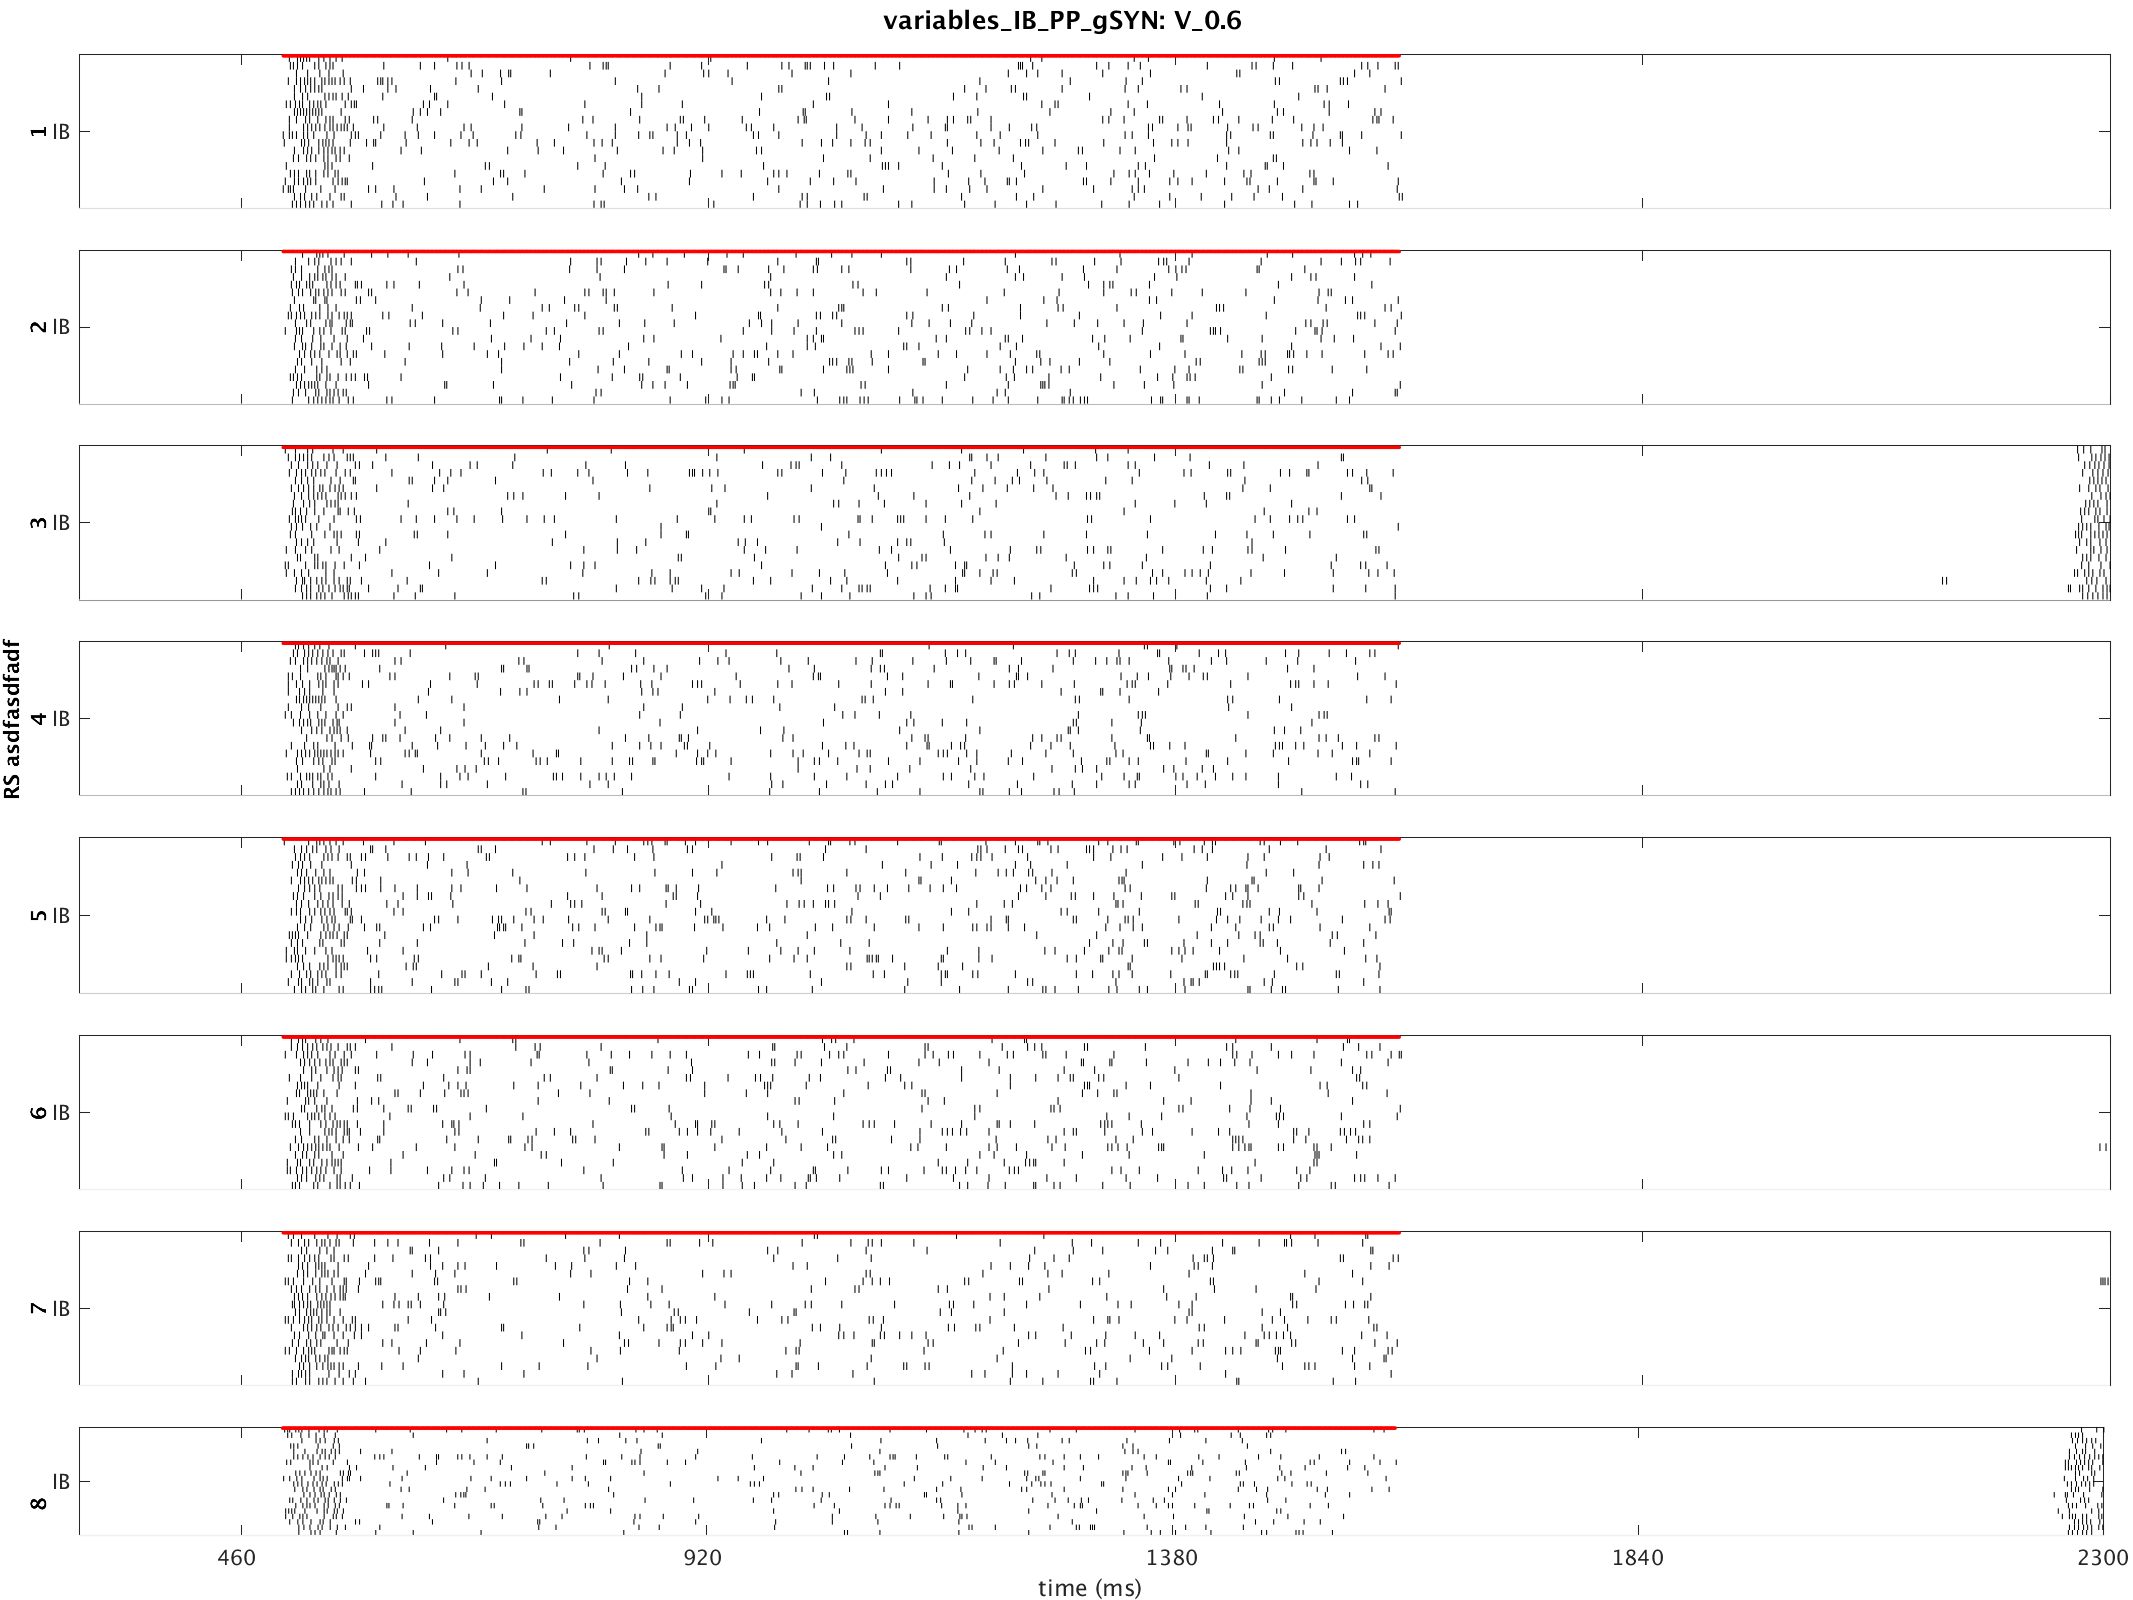 variables_IB_PP_gSYN: V_0.6
1 IB
2 IB
3 IB
RS asdfasdfadf
4 IB
5 IB
6 IB
7 IB
8 IB
460 920 1380 1840 2300
time (ms)